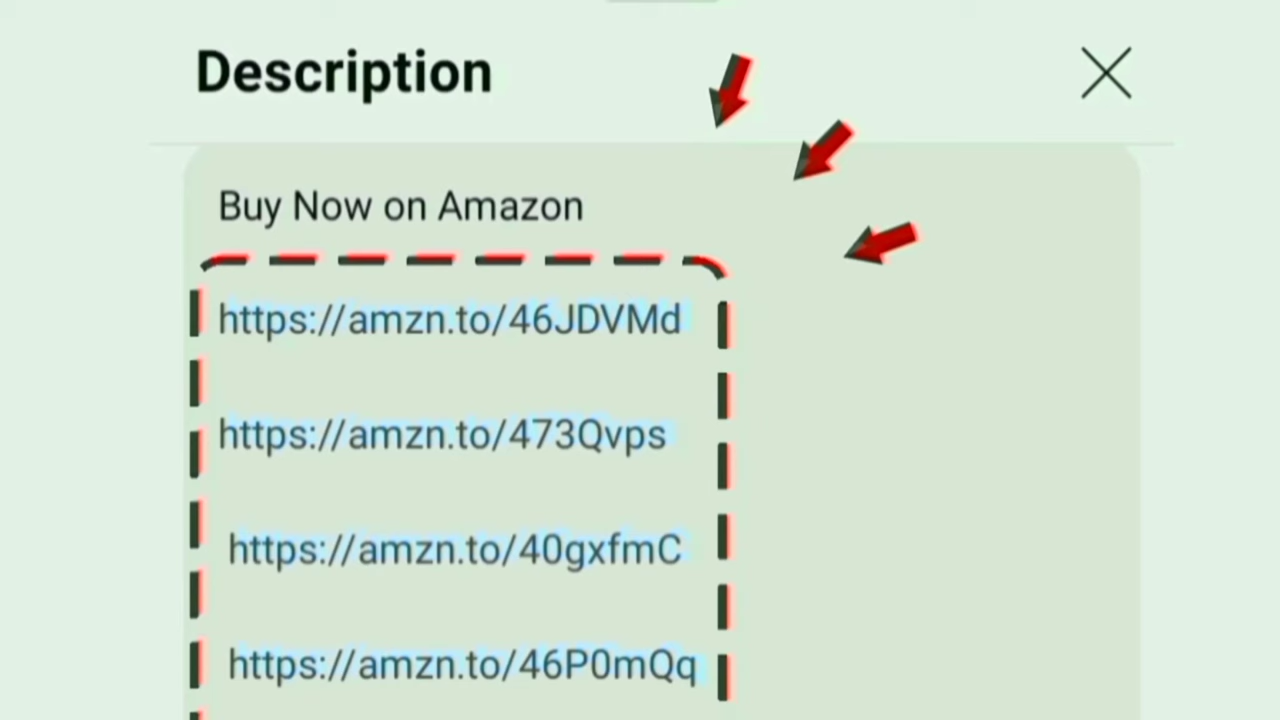 Description
Buy Now on Amazon
https://amzn.to/46JDVMd
https://amzn.to/473Qvps
https://amzn.to/40gxfmC
https://amzn.to/46P0mQq